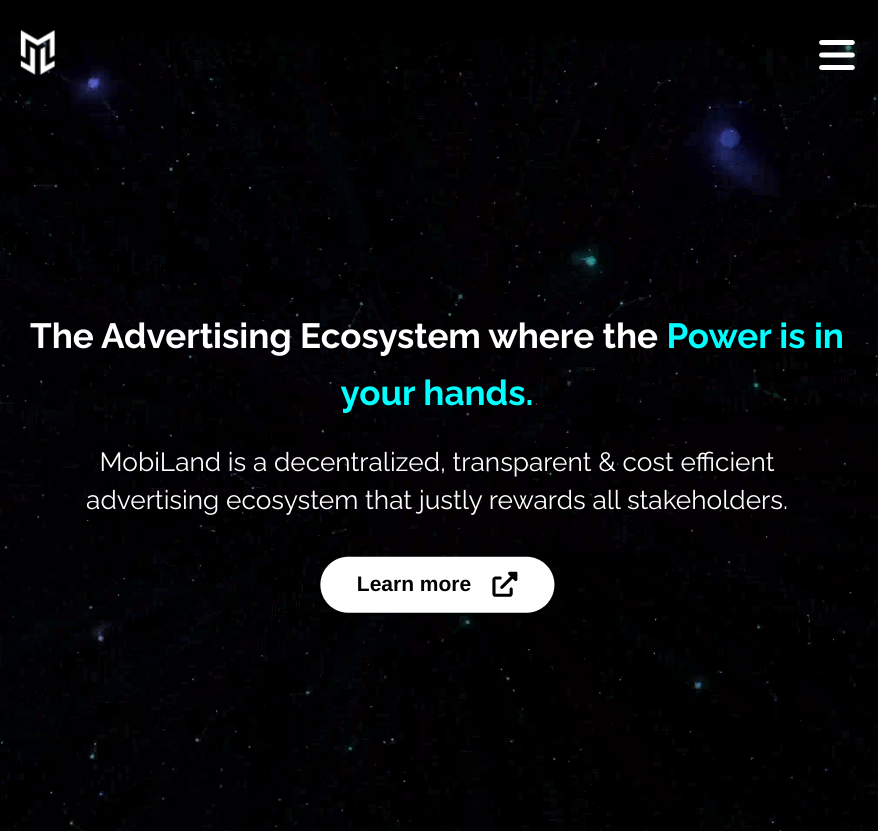 The Advertising Ecosystem where the Power is in
your hands.
MobiLand is a decentralized, transparent & cost efficient
advertising ecosystem that justly rewards all stakeholders.
Learn more